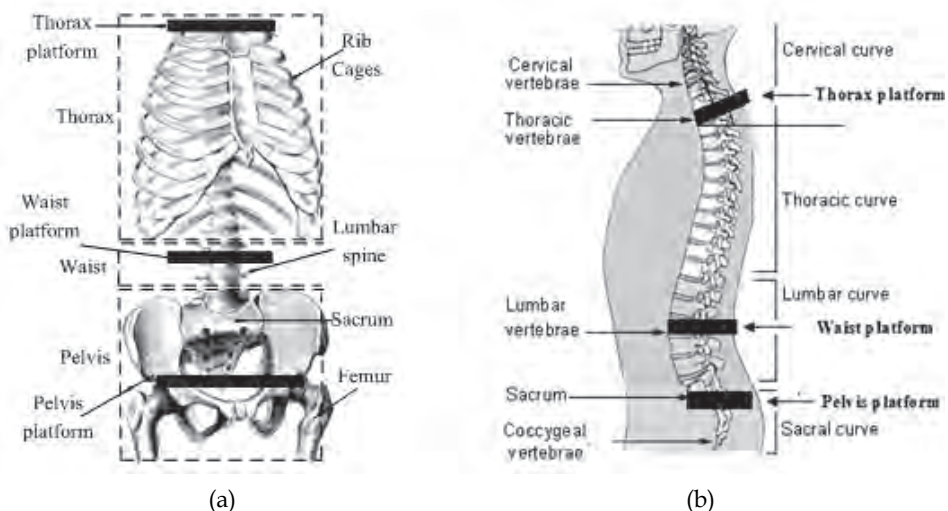 Thorax
platform
Rib
Cages
Thorax
Waist
platform
Lumbar
spine
Waist
Sacrum
Pelvis
Femur
Pelvis
platform
(a)
Cervical curve
Cervical
vertebrae
Thorax platform
Thoracic
vertebrae
Thoracic curve
Lumbar curve
Lumbar
vertebrae
Waist platform
Sacrum
Pelvis platform
Coccygeal
vertebrae
Sacral curve
(b)